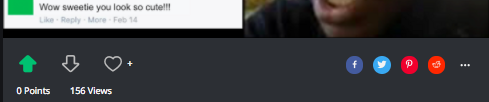 Wow sweetie you look so cute!!!
Like · Reply · More · Feb 14
0 Points 156 Views